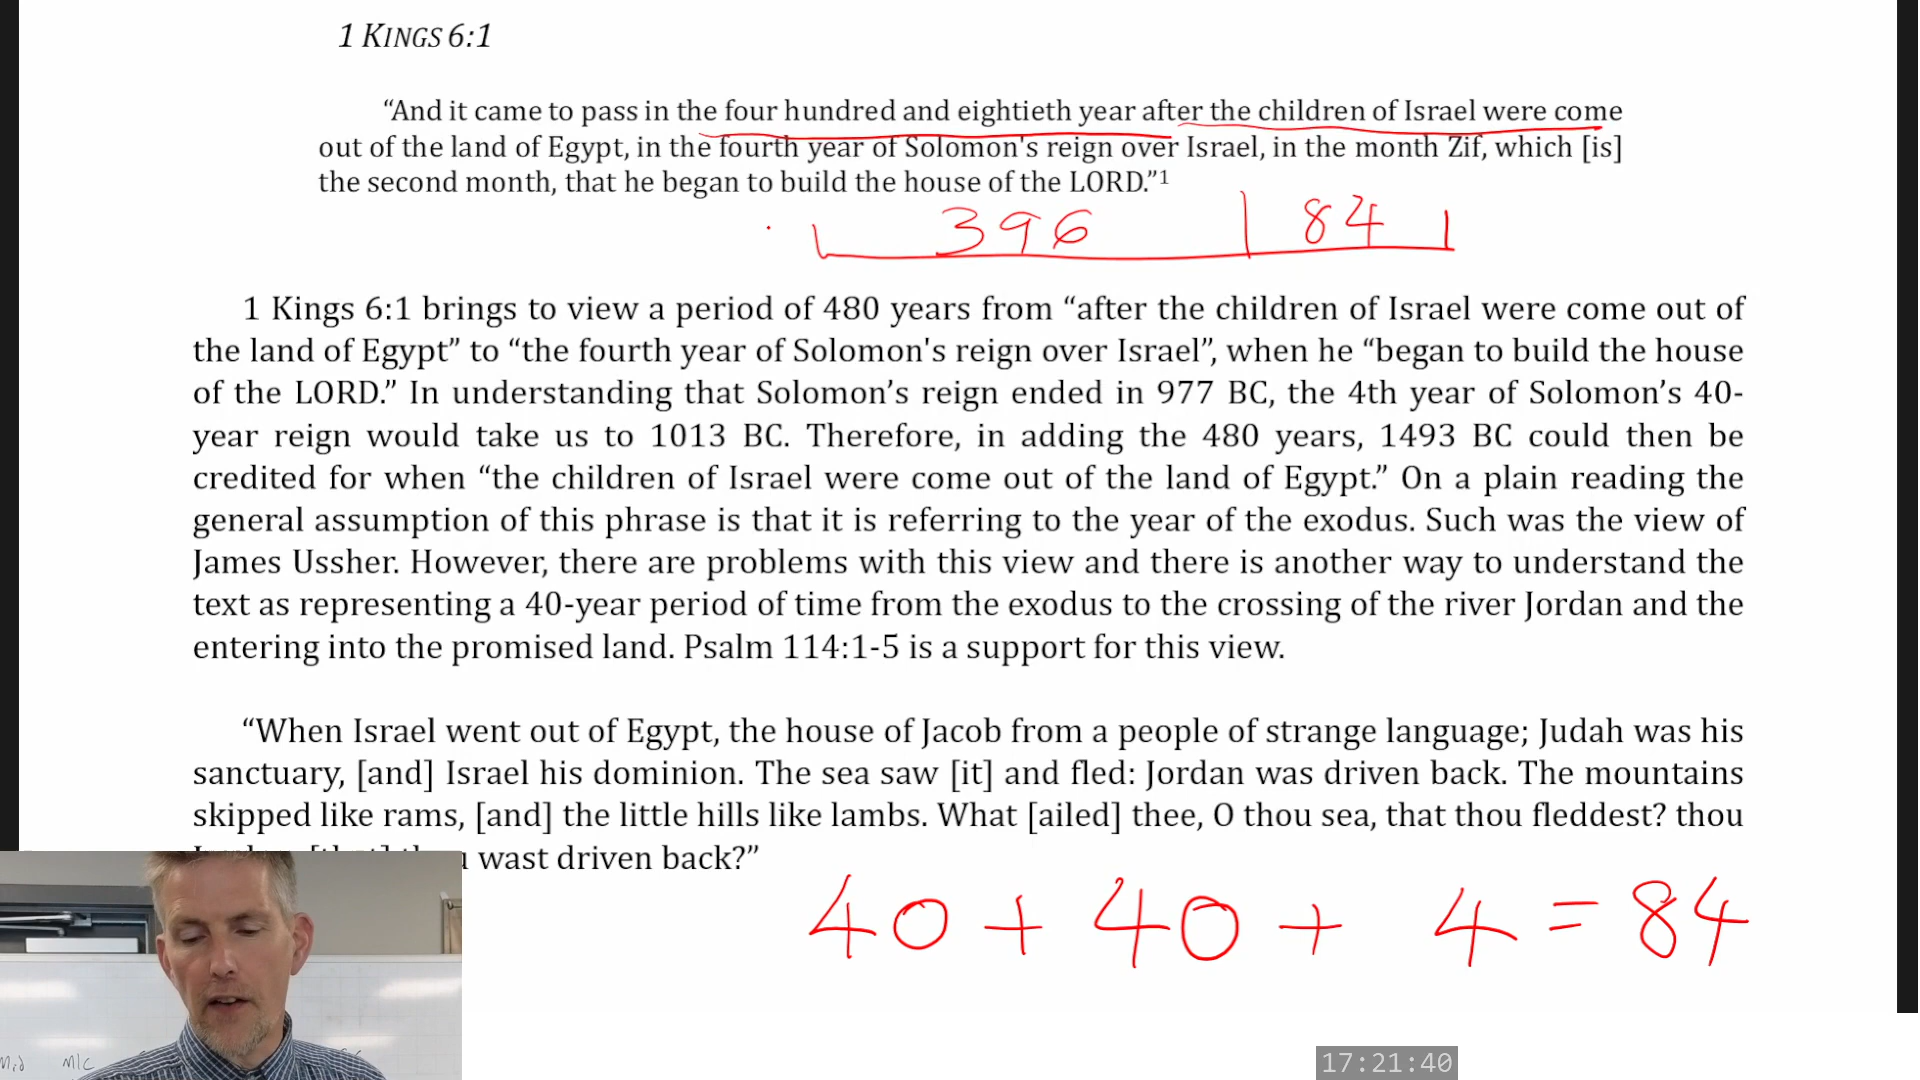 1 KINGS 6:1
“And it came to pass in the four hundred and eightieth year after the children of Israel were come
out of the land of Egypt, in the fourth year of Solomon's reign over Israel, in the month Zif, which [is]
the second month, that he began to build the house of the LORD.”1
396 84
1 Kings 6:1 brings to view a period of 480 years from “after the children of Israel were come out of
the land of Egypt” to “the fourth year of Solomon's reign over Israel”, when he “began to build the house
of the LORD.” In understanding that Solomon’s reign ended in 977 BC, the 4th year of Solomon’s 40-
year reign would take us to 1013 BC. Therefore, in adding the 480 years, 1493 BC could then be
credited for when “the children of Israel were come out of the land of Egypt.” On a plain reading the
general assumption of this phrase is that it is referring to the year of the exodus. Such was the view of
James Ussher. However, there are problems with this view and there is another way to understand the
text as representing a 40-year period of time from the exodus to the crossing of the river Jordan and the
entering into the promised land. Psalm 114:1-5 is a support for this view.
“When Israel went out of Egypt, the house of Jacob from a people of strange language; Judah was his
sanctuary, [and] Israel his dominion. The sea saw [it] and fled: Jordan was driven back. The mountains
skipped like rams, [and] the little hills like lambs. What [ailed] thee, O thou sea, that thou fleddest? thou
wast driven back?”
40 + 40 + 4 = 84
M/C
17:21:40